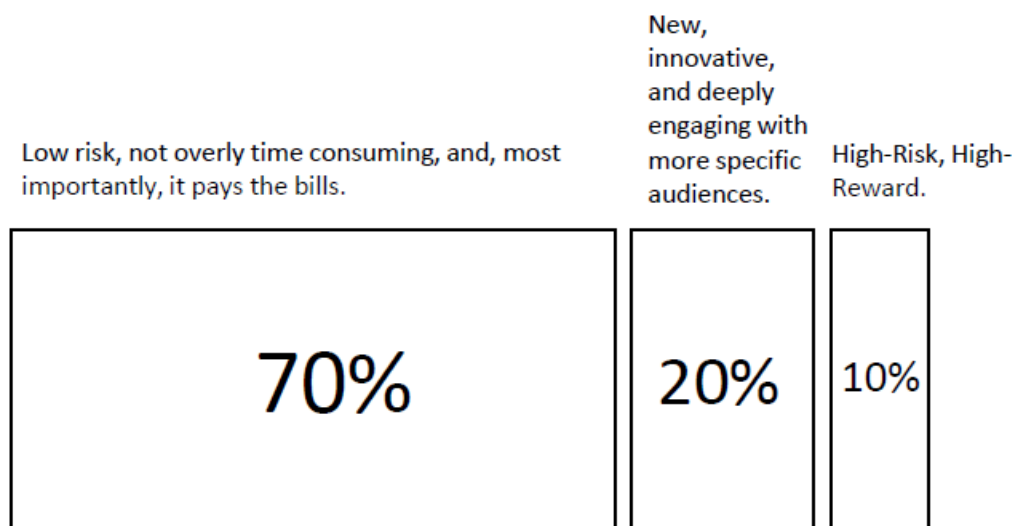 Low risk, not overly time consuming, and, most
importantly, it pays the bills.
New,
innovative,
and deeply
engaging with
more specific
audiences.
High-Risk, High-
Reward.
70%
20%
10%